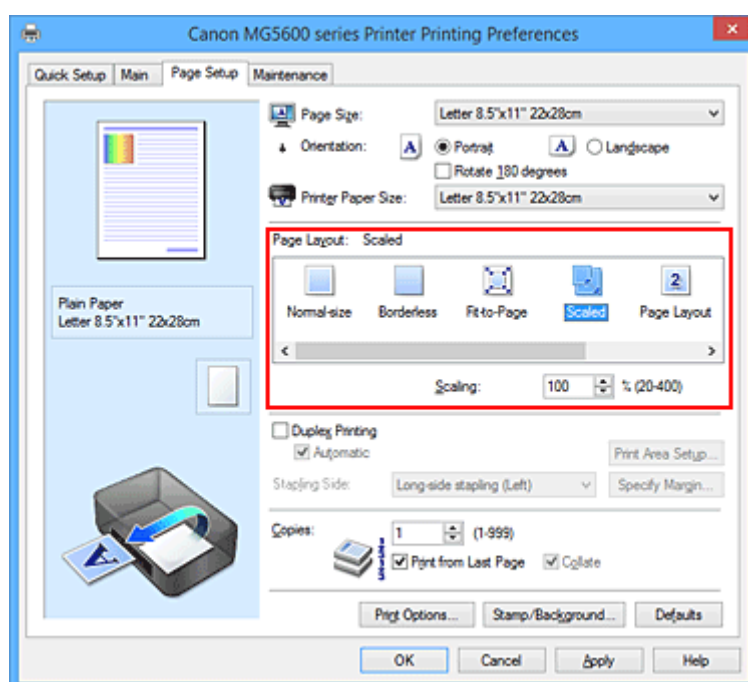 Canon MG5600 series Printer Printing Preferences
Quick Setup Main Page Setup Maintenance
Page Size: Letter 8.5"x11" 22x28cm
Orientation: A Portrait A Landscape
Rotate 180 degrees
Printer Paper Size: Letter 8.5"x11" 22x28cm
Page Layout: Scaled
Normal-size Borderless Fit-to-Page Scaled Page Layout
Scaling: 100 % (20-400)
Plain Paper
Letter 8.5"x11" 22x28cm
Duplex Printing
Automatic
Print Area Setup...
Stapling Side: Long-side stapling (Left) Specify Margin...
Copies: 1 (1-999)
Print from Last Page Collate
Print Options... Stamp/Background... Defaults
OK Cancel Apply Help